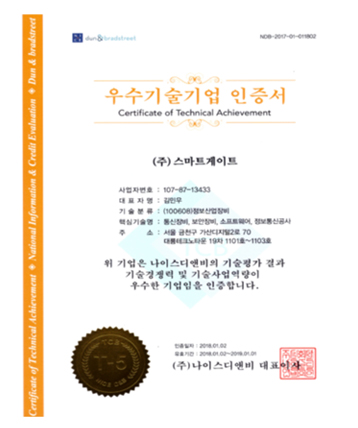 dun & bradstreet
NDB-2017-01-011802
우수기술기업 인증서
Certificate of Technical Achievement
(주)스마트게이트
사업자번호 : 107-87-13433
대 표 자 명 : 김민우
기 술 분 류 : (100608)정보산업장비
핵심기술명 : 통신장비, 보안장비, 소프트웨어, 정보통신공사
주 소 : 서울 금천구 가산디지털2로 70
대륭테크노타운 19차 1101호~1103호
위 기업은 나이스디앤비의 기술평가 결과
기술경쟁력 및 기술사업역량이
우수한 기업임을 인증합니다.
T-5
인증일자 : 2018.01.02
유효기간 : 2018.01.02~2019.01.01
(주)나이스디앤비 대표이사
Certificate of Technical Achievement National Information & Credit Evaluation Dun & bradstreet